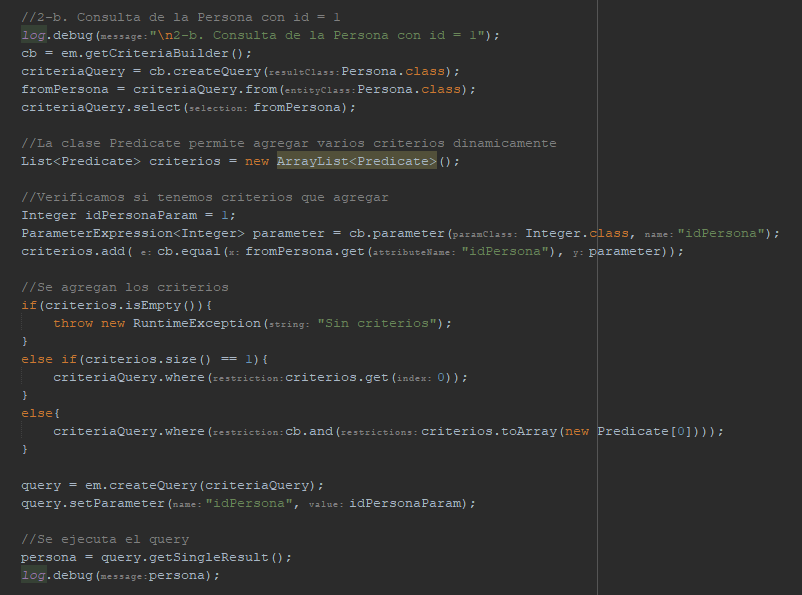 //2-b. Consulta de la Persona con id = 1
log.debug(message:"\n2-b. Consulta de la Persona con id = 1");
cb = em.getCriteriaBuilder();
criteriaQuery = cb.createQuery(resultClass:Persona.class);
fromPersona = criteriaQuery.from(entityClass:Persona.class);
criteriaQuery.select(selection: fromPersona);

//La clase Predicate permite agregar varios criterios dinamicamente
List<Predicate> criterios = new ArrayList<Predicate>();

//Verificamos si tenemos criterios que agregar
Integer idPersonaParam = 1;
ParameterExpression<Integer> parameter = cb.parameter(paramClass: Integer.class, name:"idPersona");
criterios.add( e: cb.equal(x: fromPersona.get(attributeName: "idPersona"), y: parameter));

//Se agregan los criterios
if(criterios.isEmpty()){
    throw new RuntimeException(string: "Sin criterios");
}
else if(criterios.size() == 1){
    criteriaQuery.where(restriction:criterios.get(index: 0));
}
else{
    criteriaQuery.where(restriction:cb.and(restrictions: criterios.toArray(new Predicate[0])));
}

query = em.createQuery(criteriaQuery);
query.setParameter(name:"idPersona", value: idPersonaParam);

//Se ejecuta el query
persona = query.getSingleResult();
log.debug(message:persona);